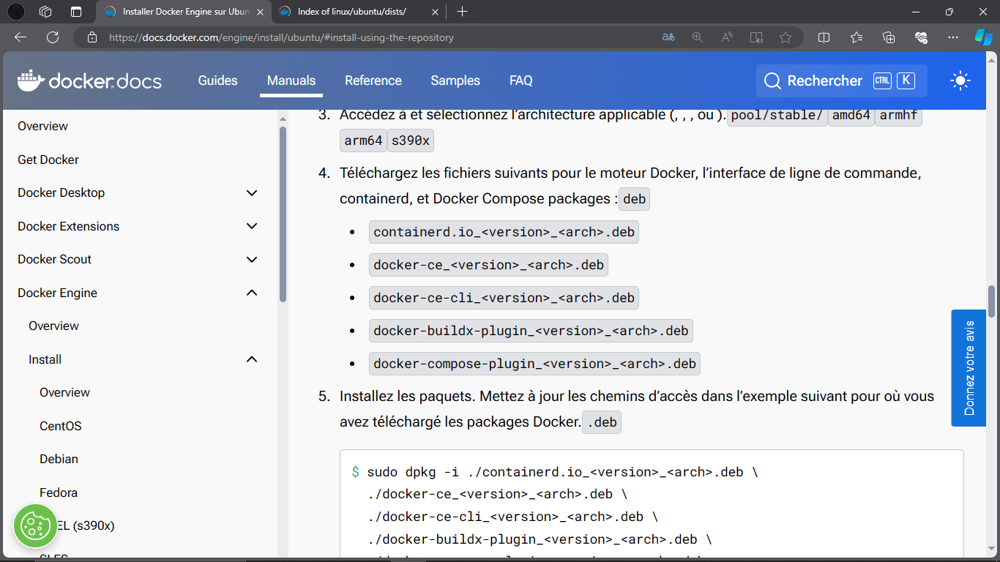 Installer Docker Engine sur Ubun
Index of linux/ubuntu/dists/
https://docs.docker.com/engine/install/ubuntu/#install-using-the-repository
aあ
docker.docs
Guides
Manuals
Reference
Samples
FAQ
Rechercher CTRL K
Overview
Get Docker
Docker Desktop
Docker Extensions
Docker Scout
Docker Engine
Overview
Install
Overview
CentOS
Debian
Fedora
EL (s390x)
SLES
3. Accédez à et sélectionnez l’architecture applicable (, , , ou ). pool/stable/ amd64 armhf
arm64 s390x
4. Téléchargez les fichiers suivants pour le moteur Docker, l’interface de ligne de commande,
containerd, et Docker Compose packages : deb
• containerd.io_<version>_<arch>.deb
• docker-ce_<version>_<arch>.deb
• docker-ce-cli_<version>_<arch>.deb
• docker-buildx-plugin_<version>_<arch>.deb
• docker-compose-plugin_<version>_<arch>.deb
5. Installez les paquets. Mettez à jour les chemins d’accès dans l’exemple suivant pour où vous
avez téléchargé les packages Docker. .deb
$ sudo dpkg -i ./containerd.io_<version>_<arch>.deb \
./docker-ce_<version>_<arch>.deb \
./docker-ce-cli_<version>_<arch>.deb \
./docker-buildx-plugin_<version>_<arch>.deb \
Donnez votre avis